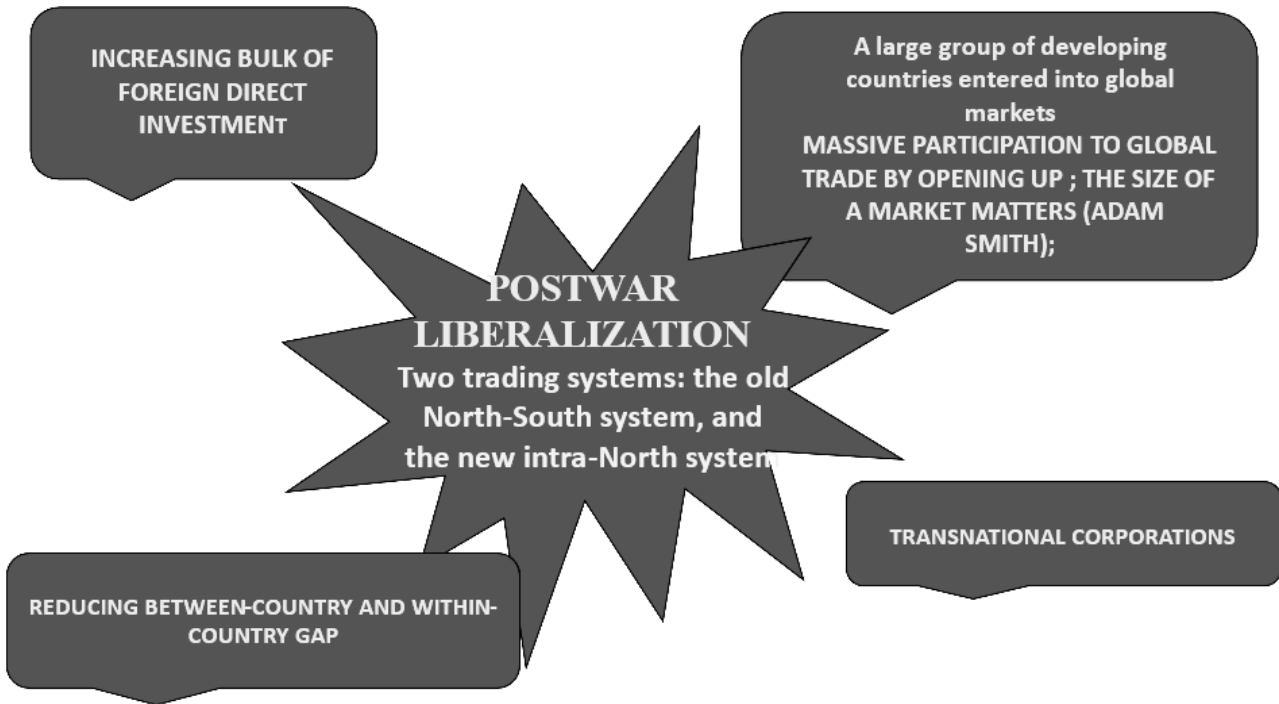 INCREASING BULK OF
FOREIGN DIRECT
INVESTMENT
A large group of developing
countries entered into global
markets
MASSIVE PARTICIPATION TO GLOBAL
TRADE BY OPENING UP ; THE SIZE OF
A MARKET MATTERS (ADAM
SMITH);
POSTWAR
LIBERALIZATION
Two trading systems: the old
North-South system, and
the new intra-North system
TRANSNATIONAL CORPORATIONS
REDUCING BETWEEN-COUNTRY AND WITHIN-
COUNTRY GAP